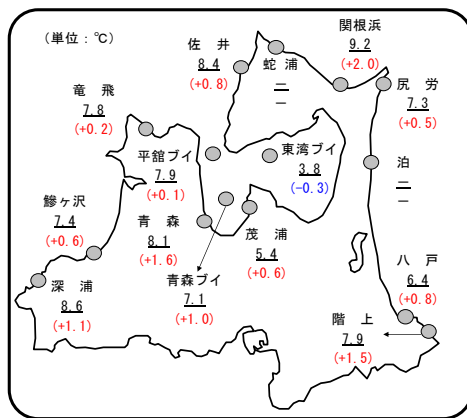 (単位：℃)
関根浜
9.2
(+2.0)
佐 井
8.4
(+0.8)
蛇 浦
－－
－
尻 労
7.3
(+0.5)
竜 飛
7.8
(+0.2)
平舘ブイ
7.9
(+0.1)
東湾ブイ
3.8
(−0.3)
泊
－－
－
鰺ヶ沢
7.4
(+0.6)
青 森
8.1
(+1.6)
茂 浦
5.4
(+0.6)
八 戸
6.4
(+0.8)
深 浦
8.6
(+1.1)
青森ブイ
7.1
(+1.0)
階 上
7.9
(+1.5)